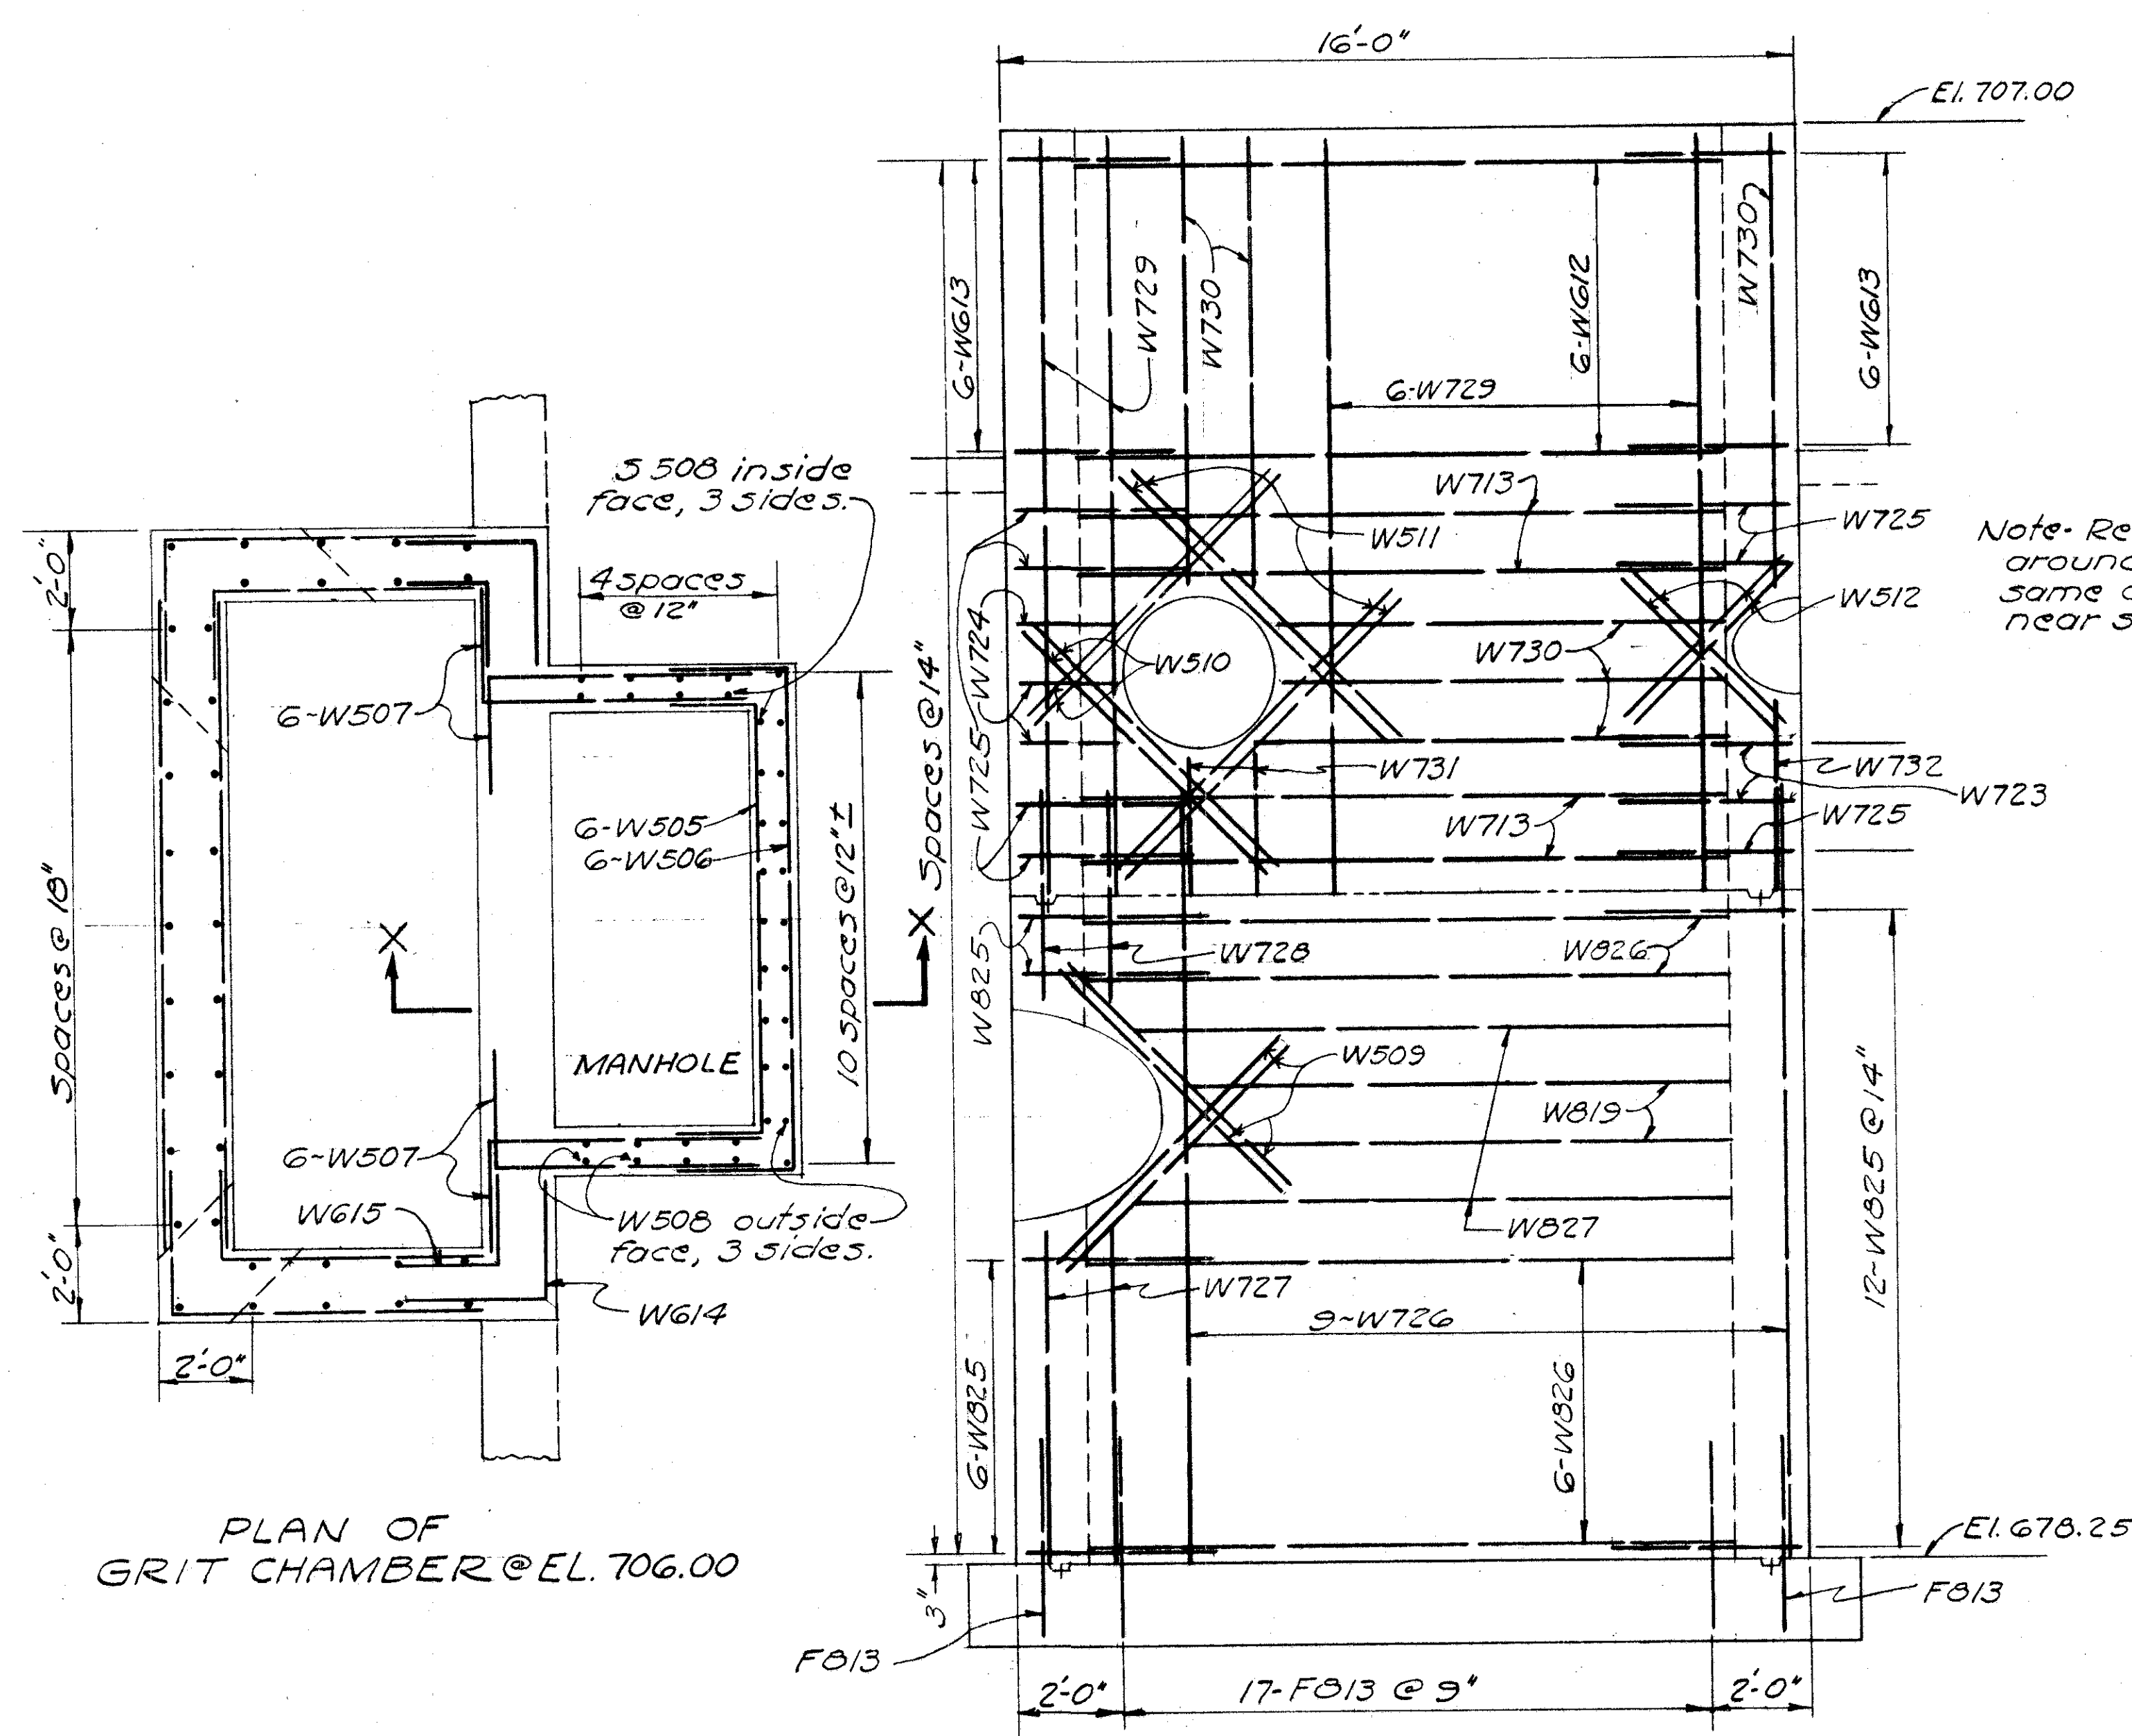 16'-0"
El. 707.00
6-W613
W729
W730
6-W612
W730
6-W613
6-W729
S508 inside
face, 3 sides.
W713
W725
W511
Note- Re
around
same
near s
W512
2'-0"
4 spaces
@ 12"
W724
W725
W510
W730
6-W507
Spaces @ 14"
W731
W732
W723
W725
W713
6-W505
6-W506
10 Spaces @ 12"±
Spaces @ 18"
X
X
W825
W728
W826
MANHOLE
W509
W819
6-W507
W615
W508 outside
face, 3 sides.
W827
12-W825 @ 14"
2'-0"
W614
W727
9-W726
2'-0"
6-W825
6-W826
PLAN OF
GRIT CHAMBER @ EL. 706.00
El. 678.25
3"
F813
F813
2'-0"
17-F813 @ 9"
2'-0"